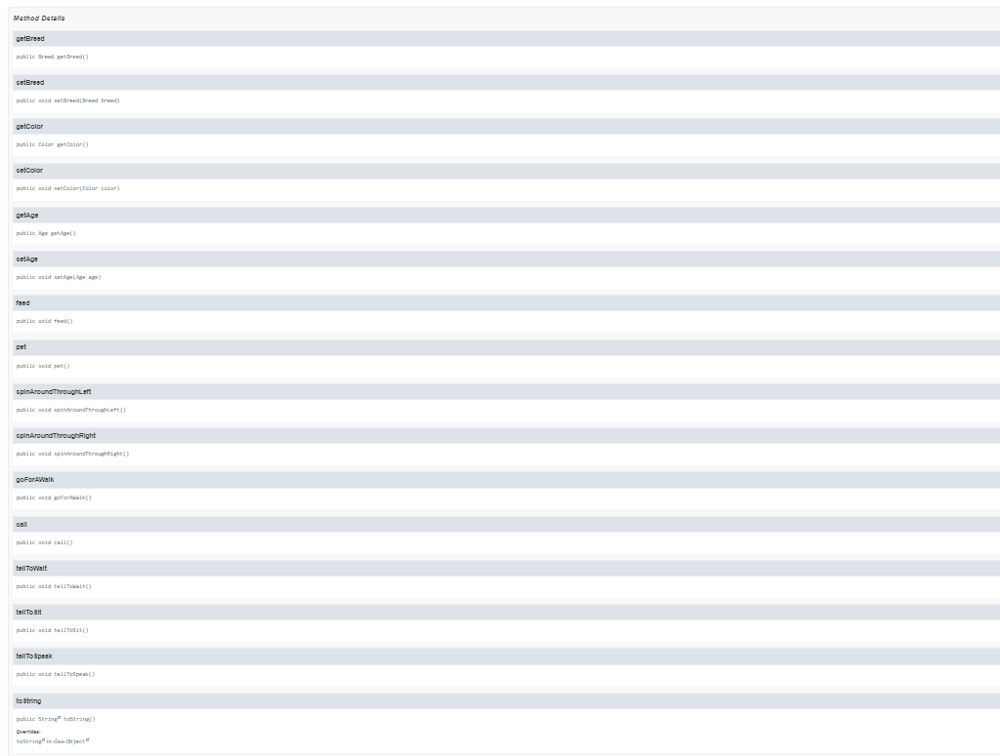 Method Details
getBreed
public Breed getBreed()
setBreed
public void setBreed(Breed breed)
getColor
public Color getColor()
setColor
public void setColor(Color color)
getAge
public Age getAge()
setAge
public void setAge(Age age)
feed
public void feed()
pet
public void pet()
spinAroundThroughLeft
public void spinAroundThroughLeft()
spinAroundThroughRight
public void spinAroundThroughRight()
goForAWalk
public void goForAWalk()
call
public void call()
tellToWait
public void tellToWait()
tellToSit
public void tellToSit()
tellToSpeak
public void tellToSpeak()
toString
public String toString()
Overrides:
toString in class Object